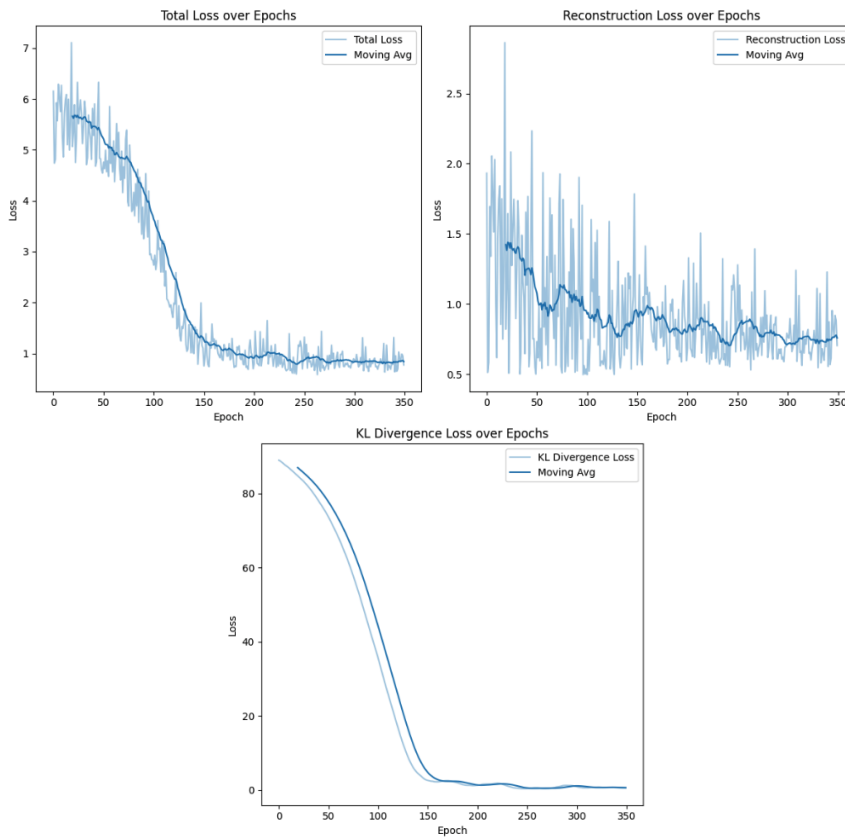 Total Loss over Epochs
Total Loss
Moving Avg
7
6
5
4
3
2
1
Loss
0 50 100 150 200 250 300 350
Epoch
Reconstruction Loss over Epochs
Reconstruction Loss
Moving Avg
2.5
2.0
1.5
1.0
0.5
Loss
0 50 100 150 200 250 300 350
Epoch
KL Divergence Loss over Epochs
KL Divergence Loss
Moving Avg
80
60
40
20
0
Loss
0 50 100 150 200 250 300 350
Epoch